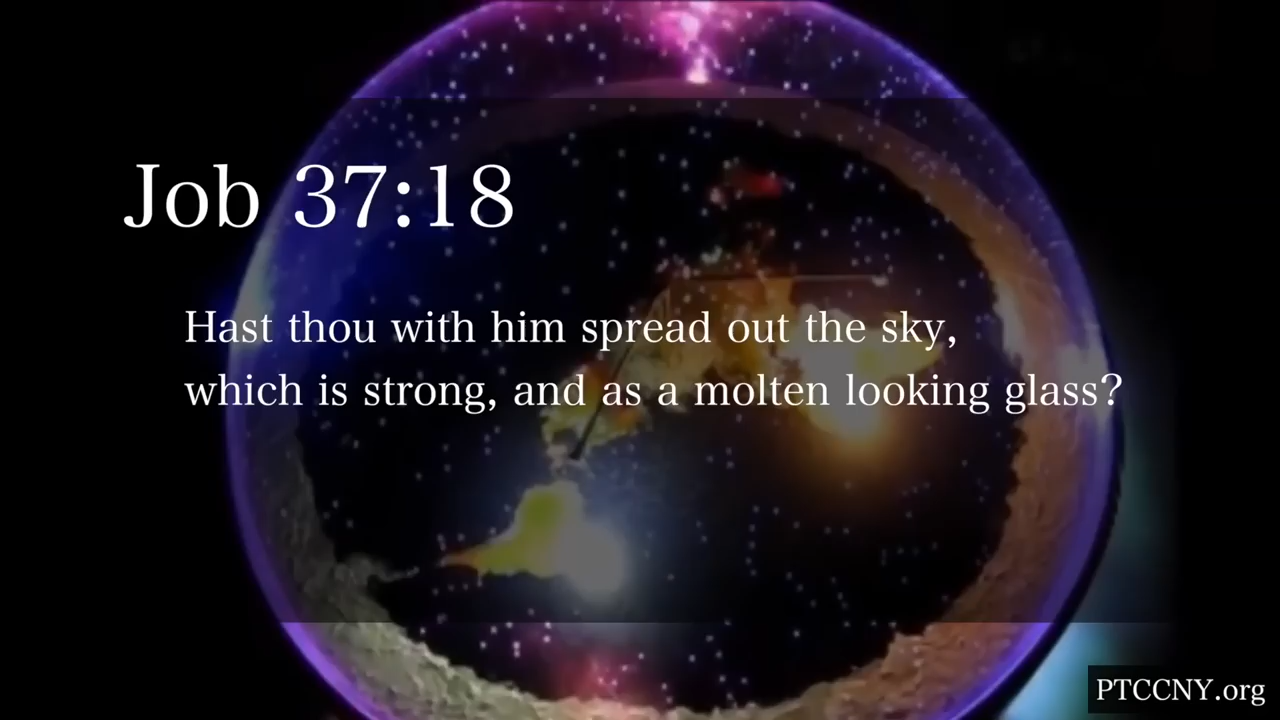 Job 37:18
Hast thou with him spread out the sky,
which is strong, and as a molten looking glass?
PTCCNY.org